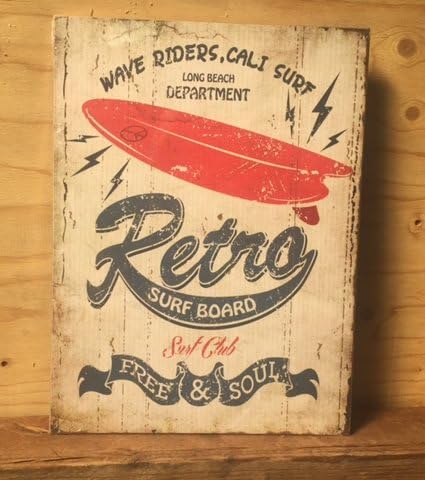 WAVE RIDERS, CALI SURF
LONG BEACH
DEPARTMENT
Retro
SURF BOARD
Surf Club
FREE & SOUL